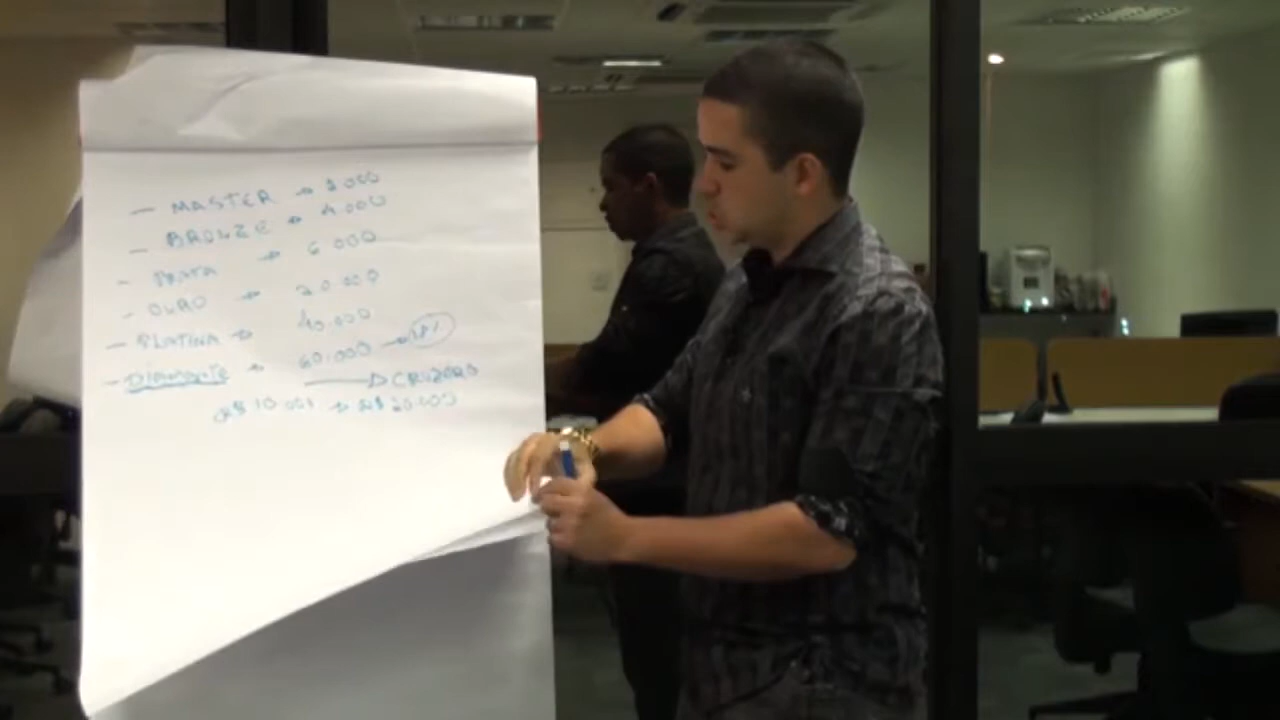 — MASTER → 2.000
— BRONZE → 4.000
- PRATA → 6.000
- OURO → 20.000
— PLATINA → 40.000
— DIAMANTE → 60.000 →
→ CRUZEIRO
R$ 10.001 → R$ 20.000